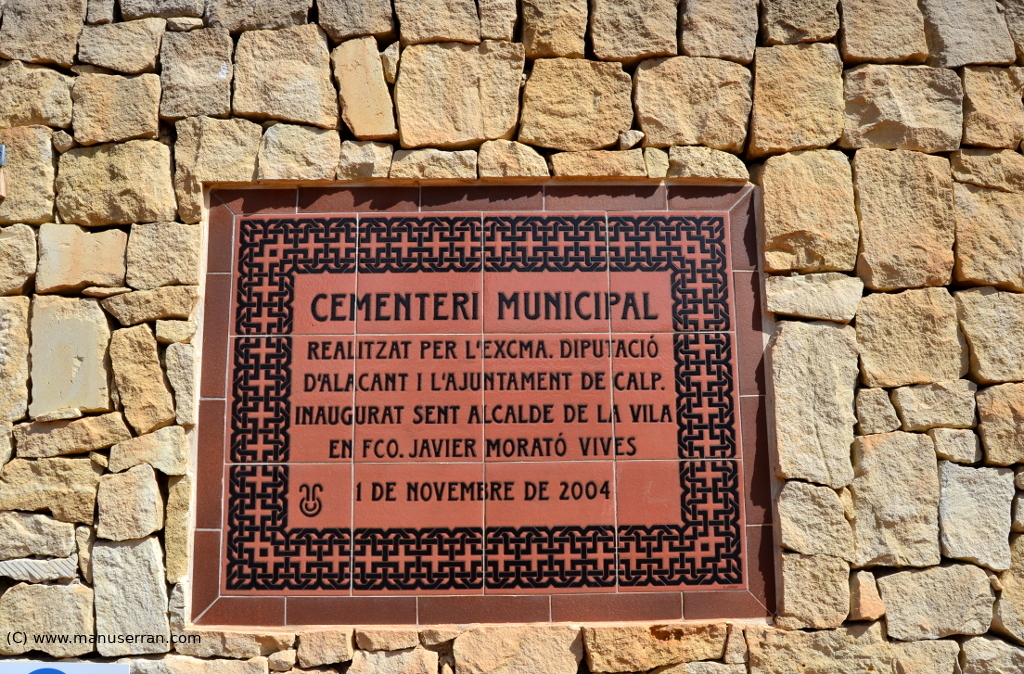 CEMENTERI MUNICIPAL
REALITZAT PER L'EXCMA. DIPUTACIÓ
D'ALACANT I L'AJUNTAMENT DE CALP.
INAUGURAT SENT ALCALDE DE LA VILA
EN FCO. JAVIER MORATÓ VIVES
1 DE NOVEMBRE DE 2004
(C) www.manuserran.com